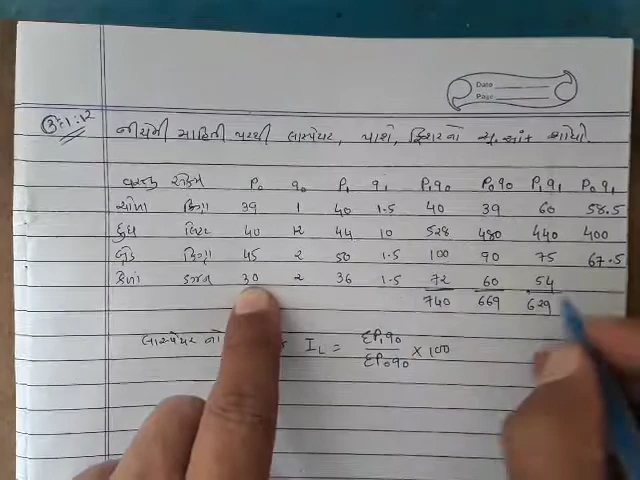 Date
Page
ઉદા:12
નીચેની માહિતી પરથી લાસ્પેયર, પાશે, ફિશરનો સૂ. આંક શોધો.
વસ્તુ એકમ P₀ q₀ P₁ q₁ P₁q₀ P₀q₀ P₁q₁ P₀q₁
ચોખા કિગ્રા 39 1 40 1.5 40 39 60 58.5
દુધ લિટર 40 12 44 10 528 480 440 400
બ્રેડ કિગ્રા 45 2 50 1.5 100 90 75 67.5
કેળા ડઝન 30 2 36 1.5 72 60 54
740 669 629
લાસ્પેયર નો I_L = ΣP₁q₀ / ΣP₀q₀ × 100